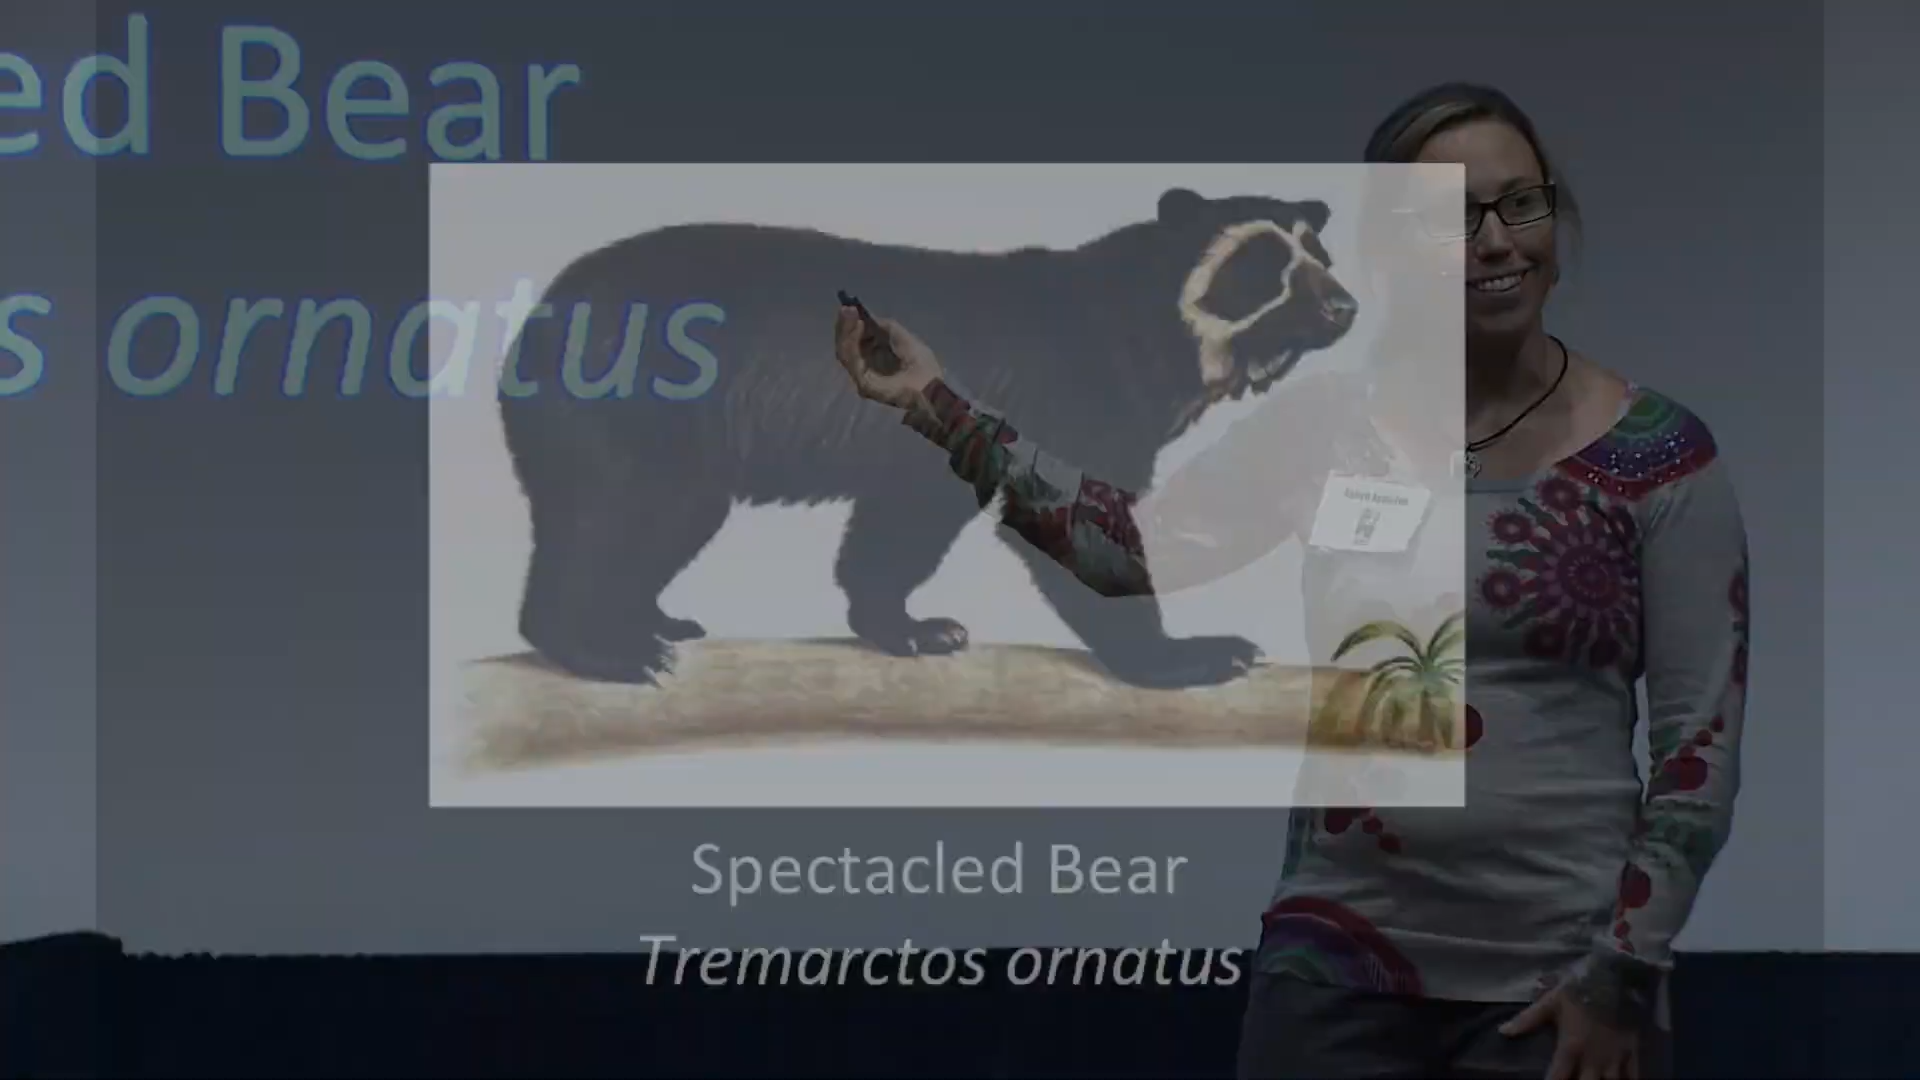 ed Bear
s ornatus
Spectacled Bear
Tremarctos ornatus